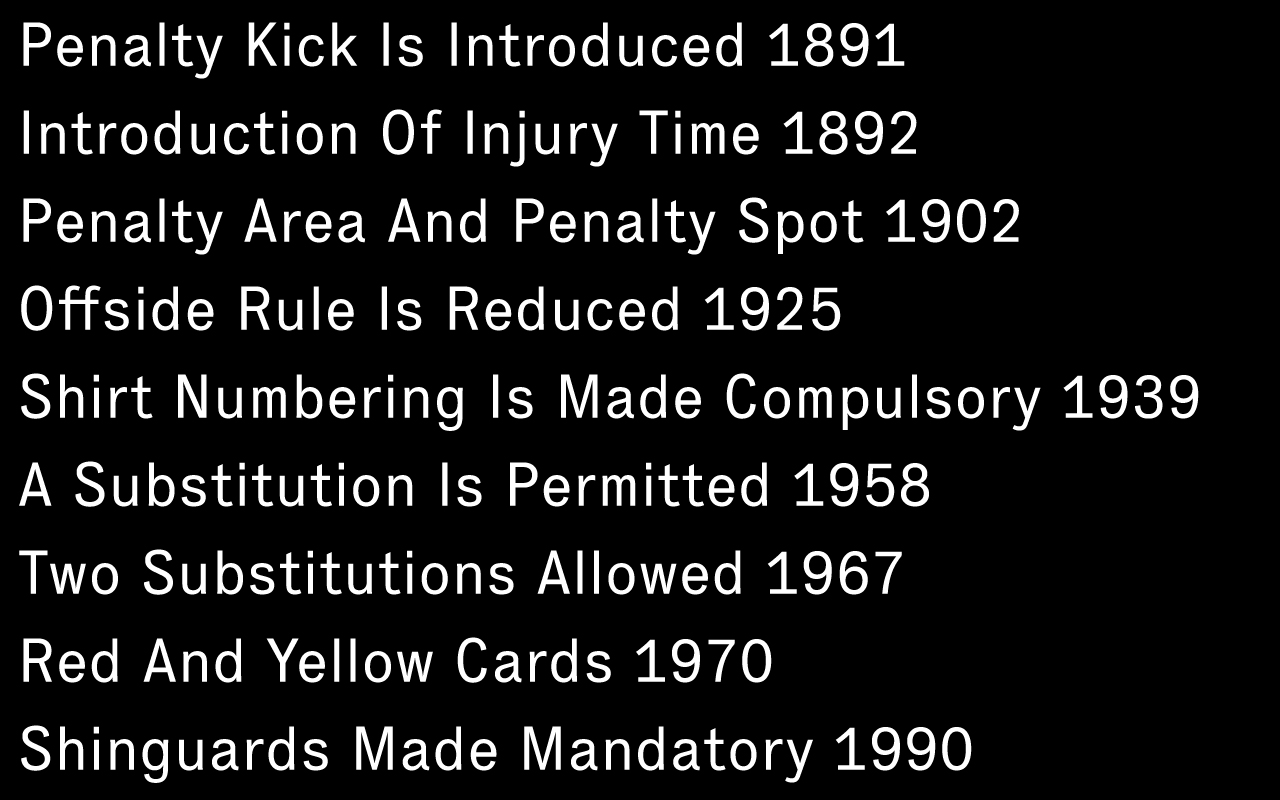 Penalty Kick Is Introduced 1891
Introduction Of Injury Time 1892
Penalty Area And Penalty Spot 1902
Offside Rule Is Reduced 1925
Shirt Numbering Is Made Compulsory 1939
A Substitution Is Permitted 1958
Two Substitutions Allowed 1967
Red And Yellow Cards 1970
Shinguards Made Mandatory 1990